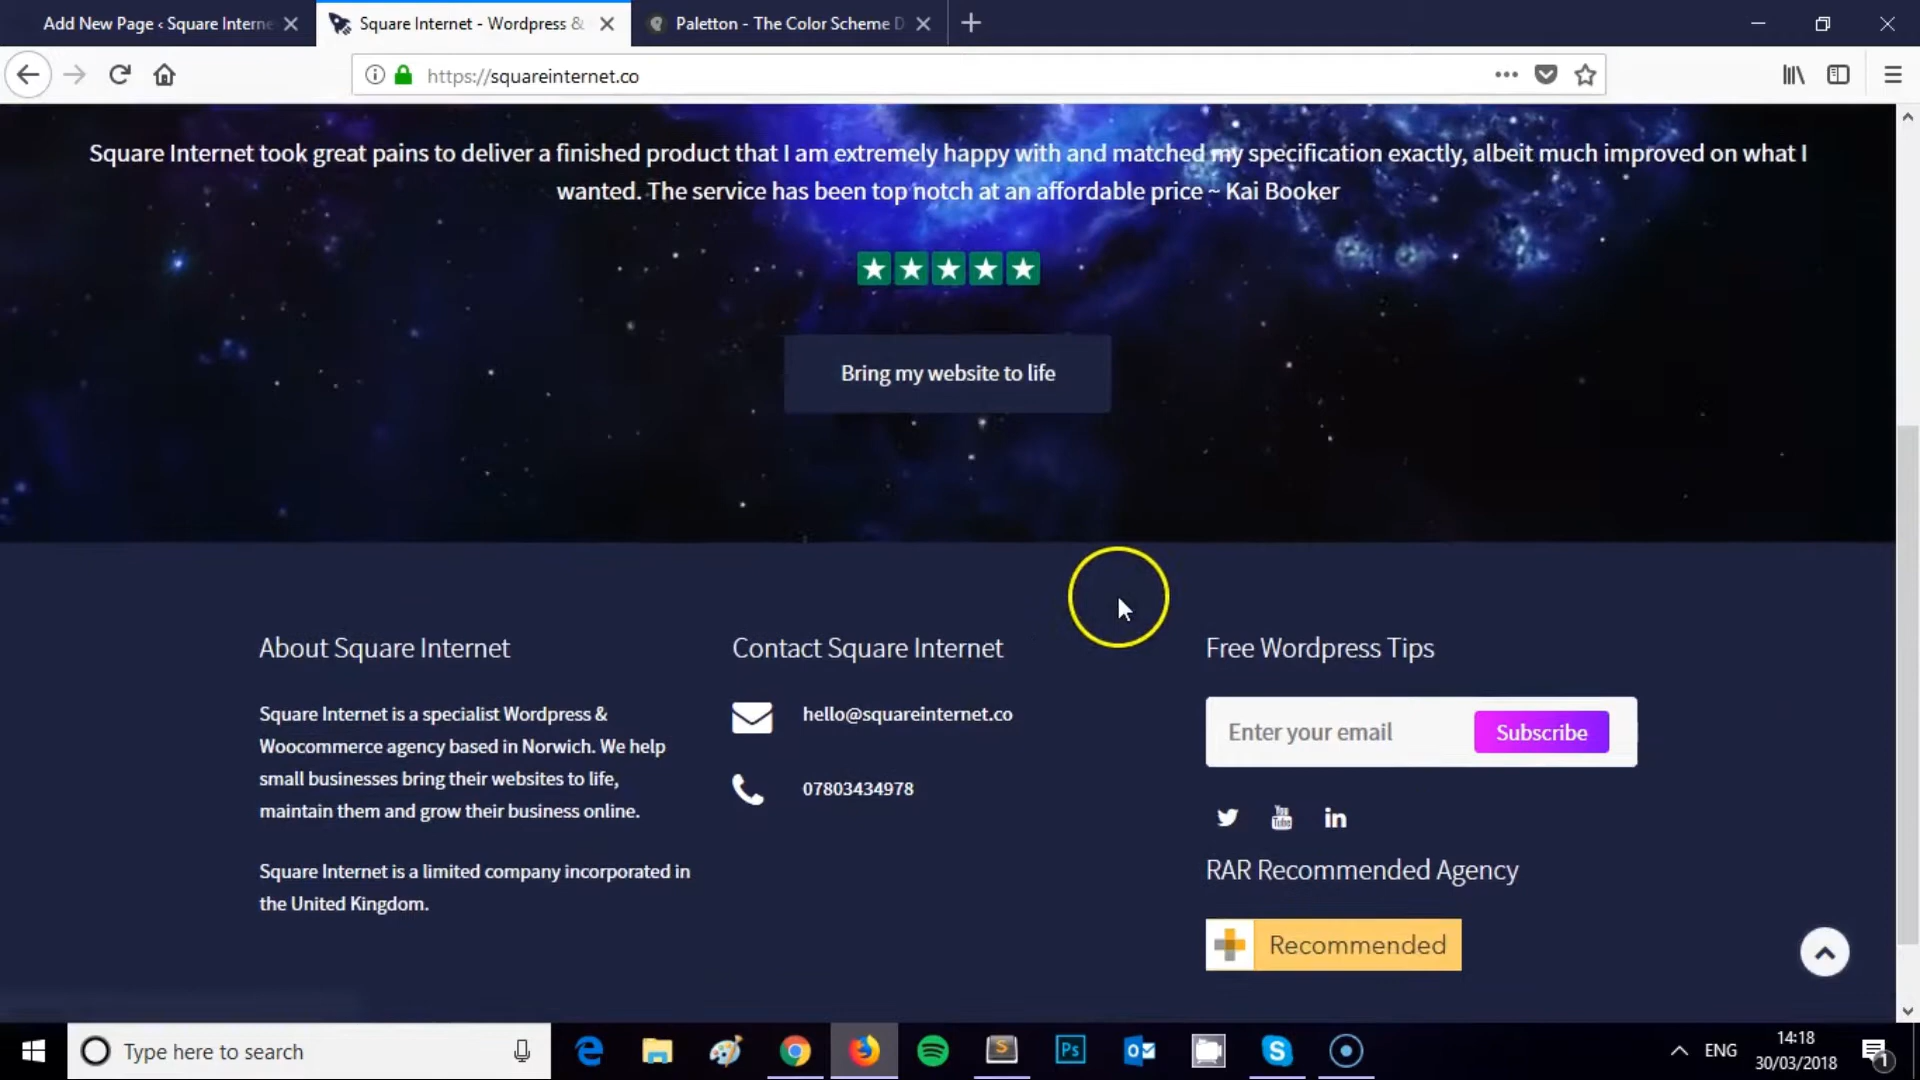 Add New Page ‹ Square Interne
Square Internet - Wordpress &
Paletton - The Color Scheme D
https://squareinternet.co
Square Internet took great pains to deliver a finished product that I am extremely happy with and matched my specification exactly, albeit much improved on what I
wanted. The service has been top notch at an affordable price ~ Kai Booker
Bring my website to life
About Square Internet
Square Internet is a specialist Wordpress &
Woocommerce agency based in Norwich. We help
small businesses bring their websites to life,
maintain them and grow their business online.
Square Internet is a limited company incorporated in
the United Kingdom.
Contact Square Internet
hello@squareinternet.co
07803434978
Free Wordpress Tips
Enter your email
Subscribe
You
Tube
in
RAR Recommended Agency
Recommended
Type here to search
S
Ps
S
ENG
14:18
30/03/2018
1